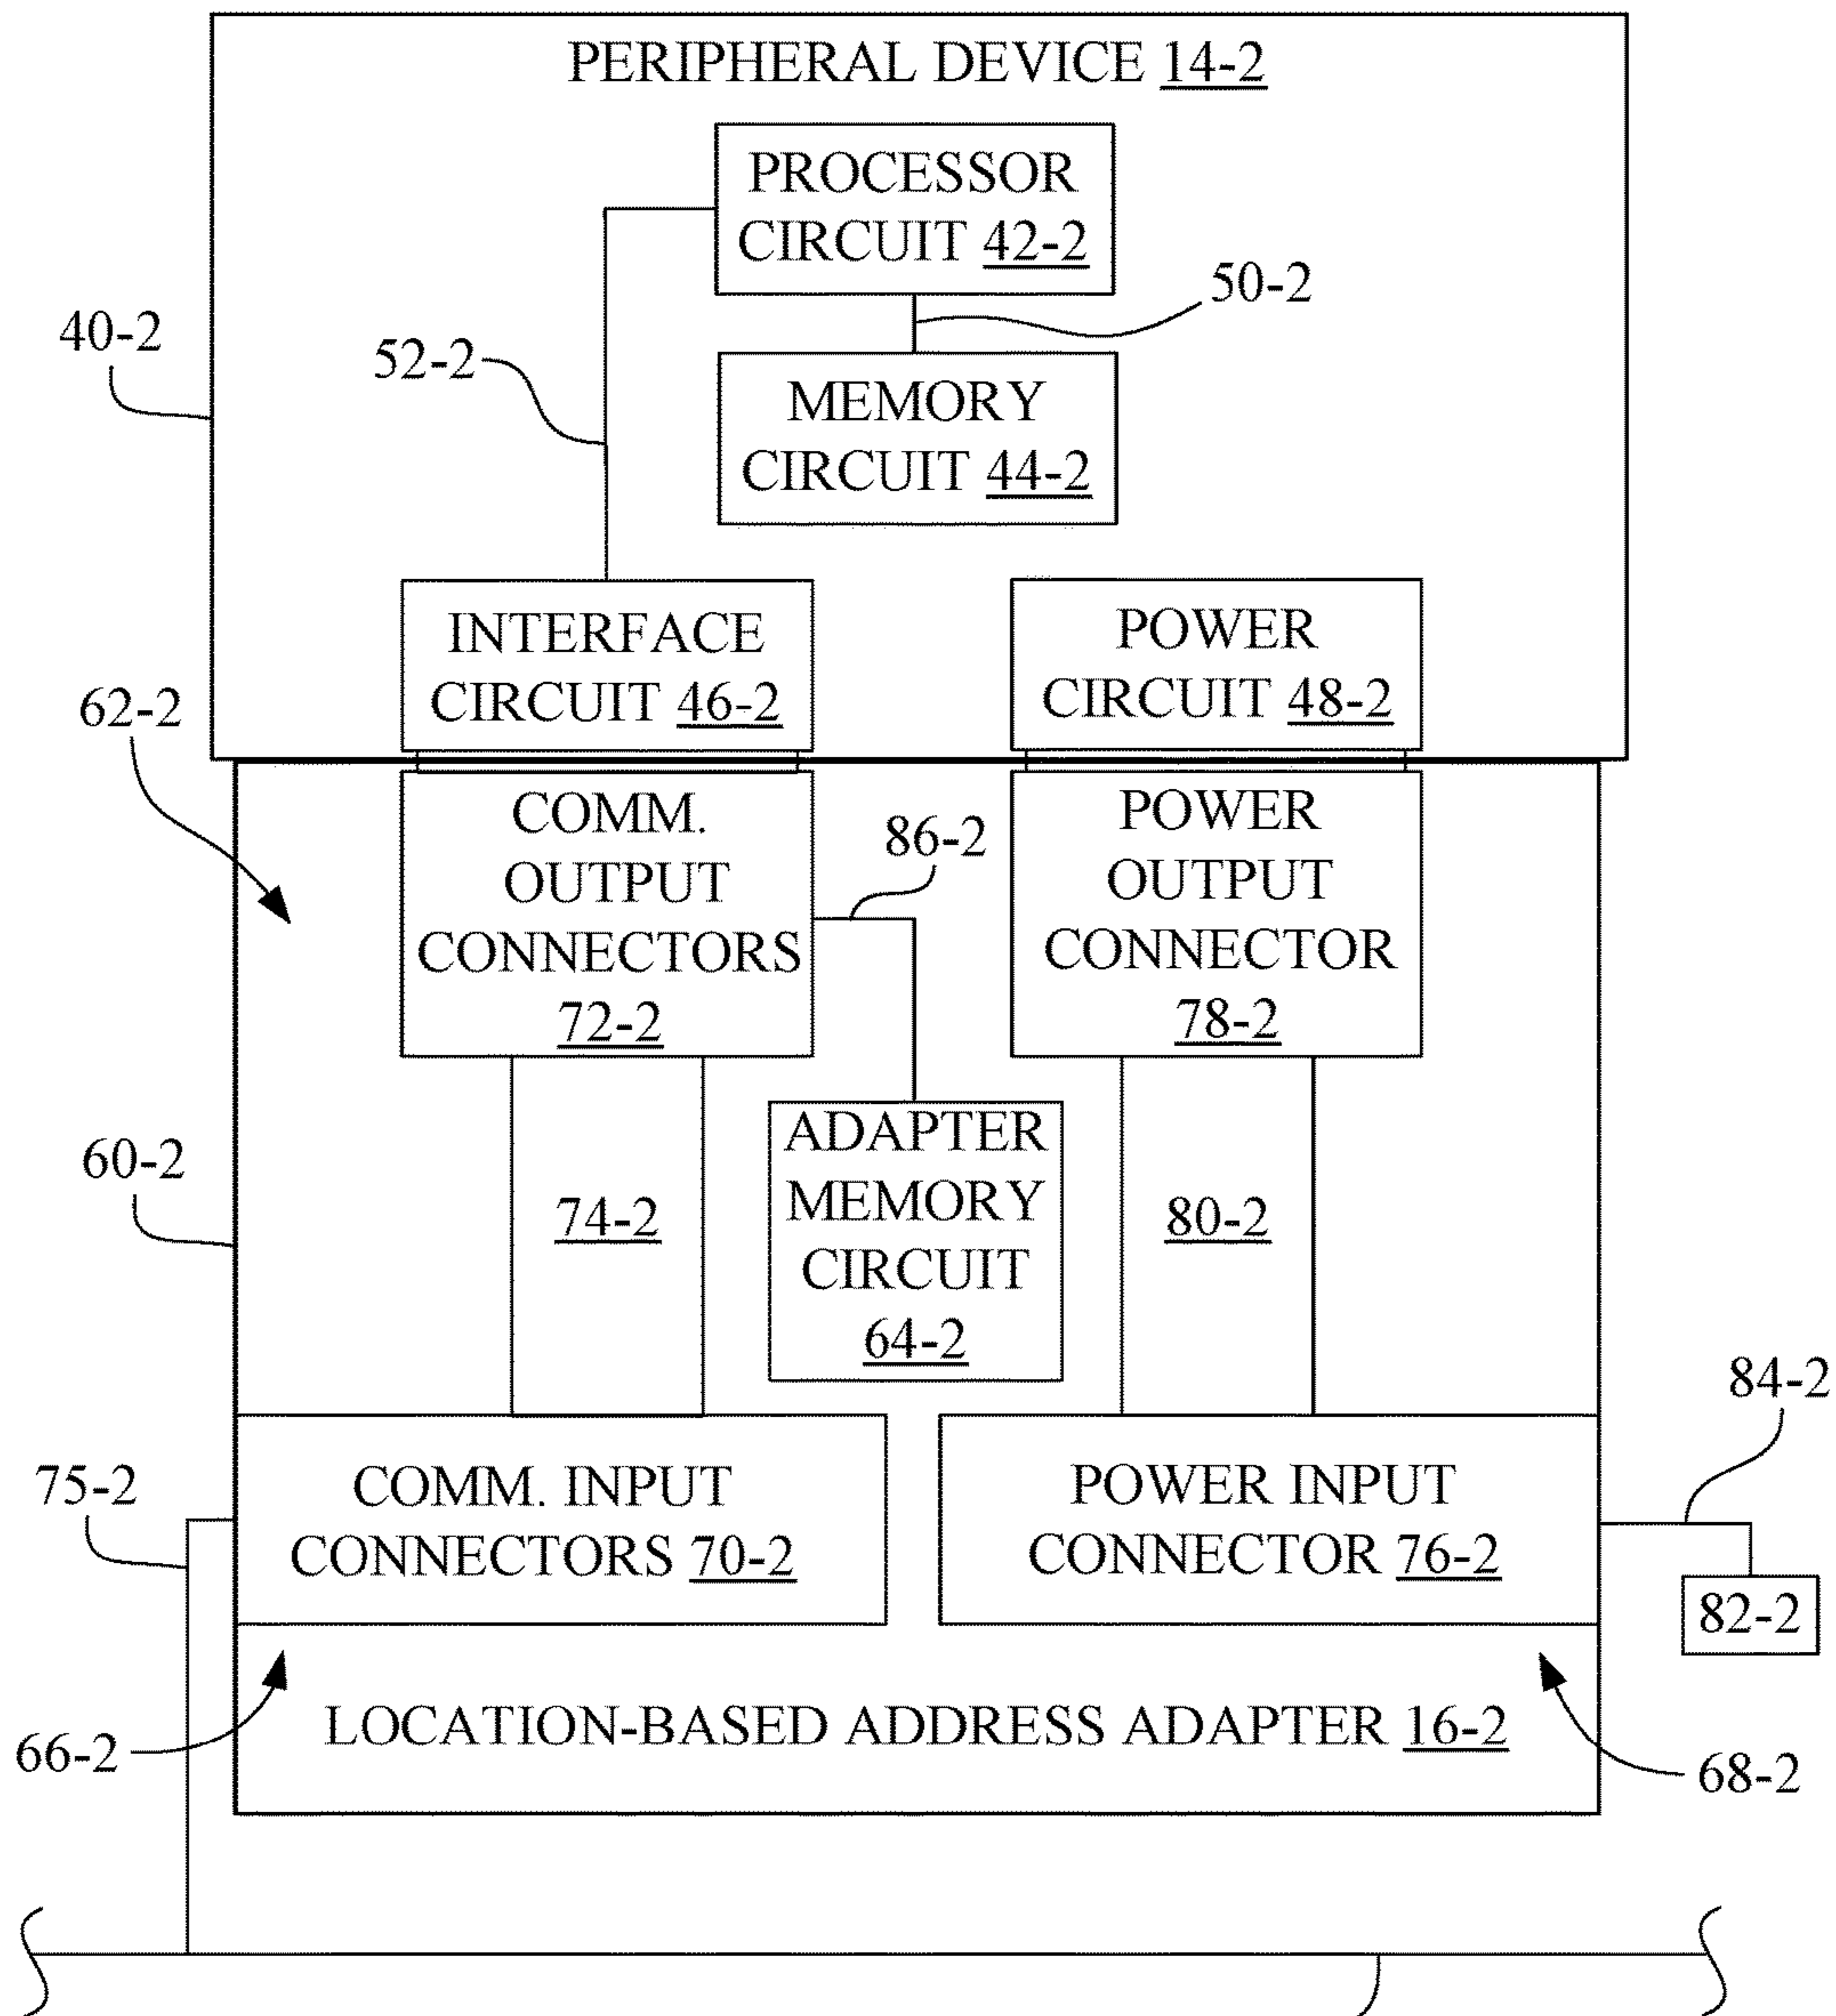 PERIPHERAL DEVICE 14-2
PROCESSOR
CIRCUIT 42-2
50-2
40-2
52-2
MEMORY
CIRCUIT 44-2
INTERFACE
CIRCUIT 46-2
POWER
CIRCUIT 48-2
62-2
COMM.
OUTPUT
CONNECTORS
72-2
86-2
POWER
OUTPUT
CONNECTOR
78-2
60-2
74-2
ADAPTER
MEMORY
CIRCUIT
64-2
80-2
84-2
75-2
COMM. INPUT
CONNECTORS 70-2
POWER INPUT
CONNECTOR 76-2
82-2
66-2
LOCATION-BASED ADDRESS ADAPTER 16-2
68-2